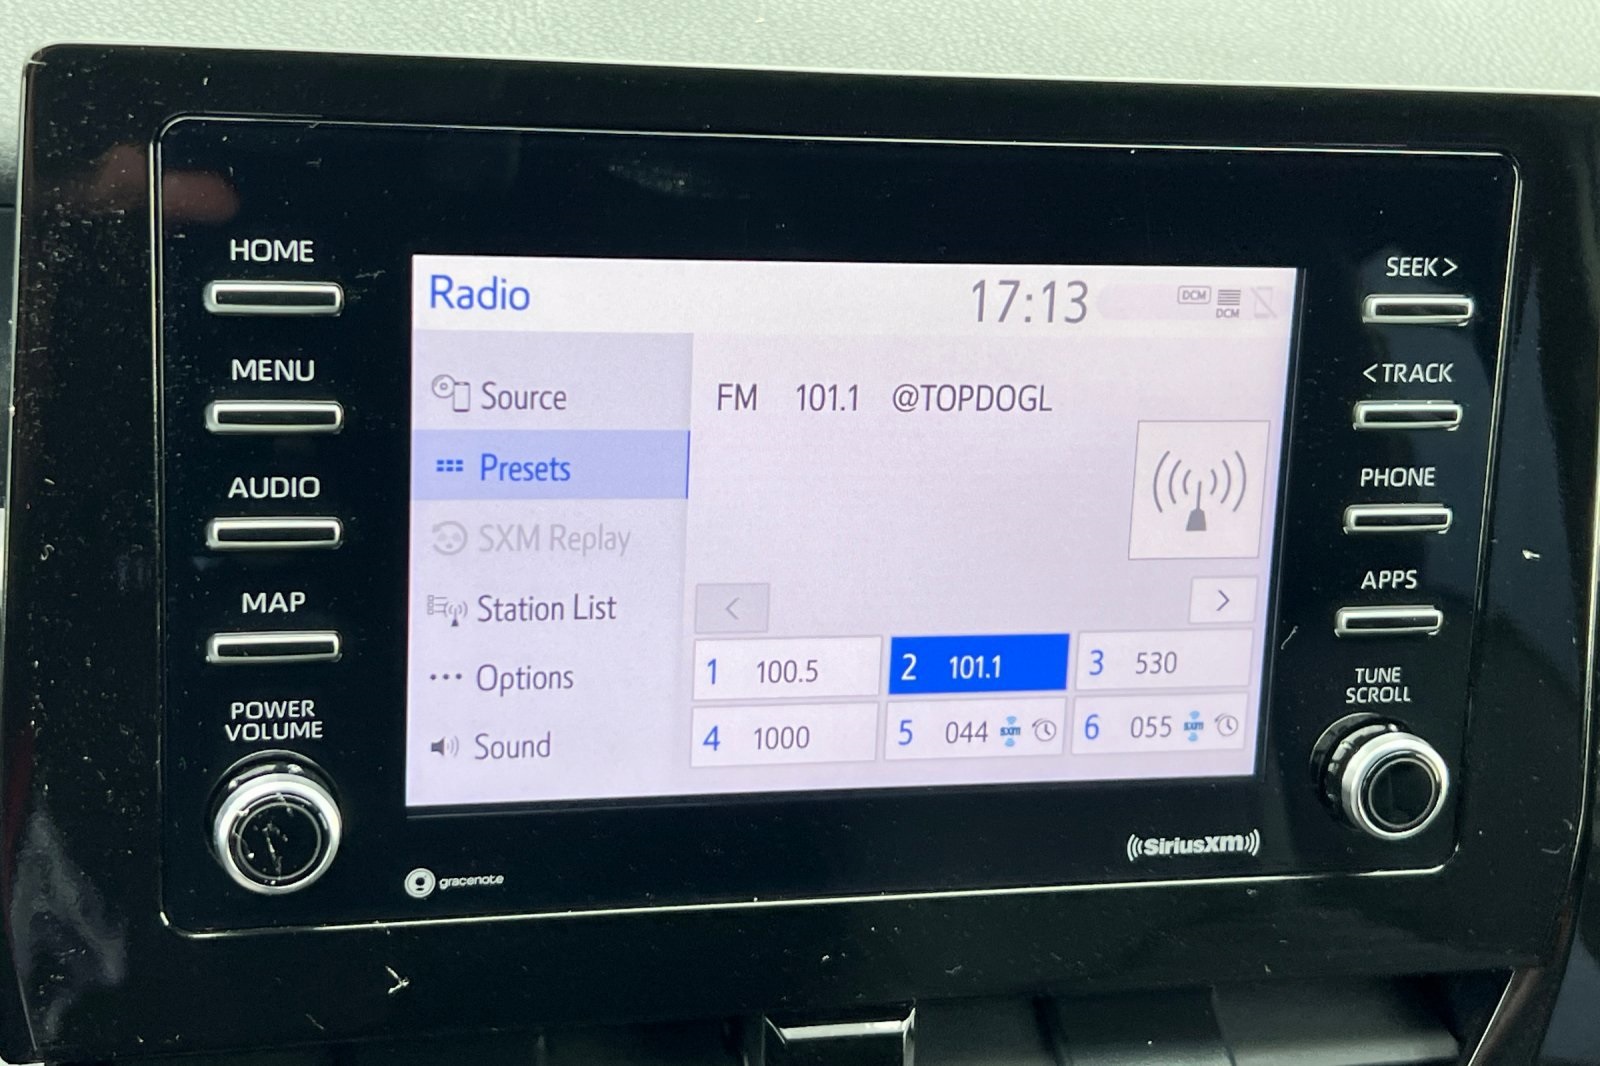 HOME
MENU
AUDIO
MAP
POWER
VOLUME
Radio
17:13
DCM
DCM
Source
Presets
SXM Replay
Station List
Options
Sound
FM 101.1 @TOPDOGL
<
>
1 100.5
2 101.1
3 530
4 1000
5 044 sxm
6 055 sxm
SEEK >
< TRACK
PHONE
APPS
TUNE
SCROLL
gracenote
((SiriusXM))